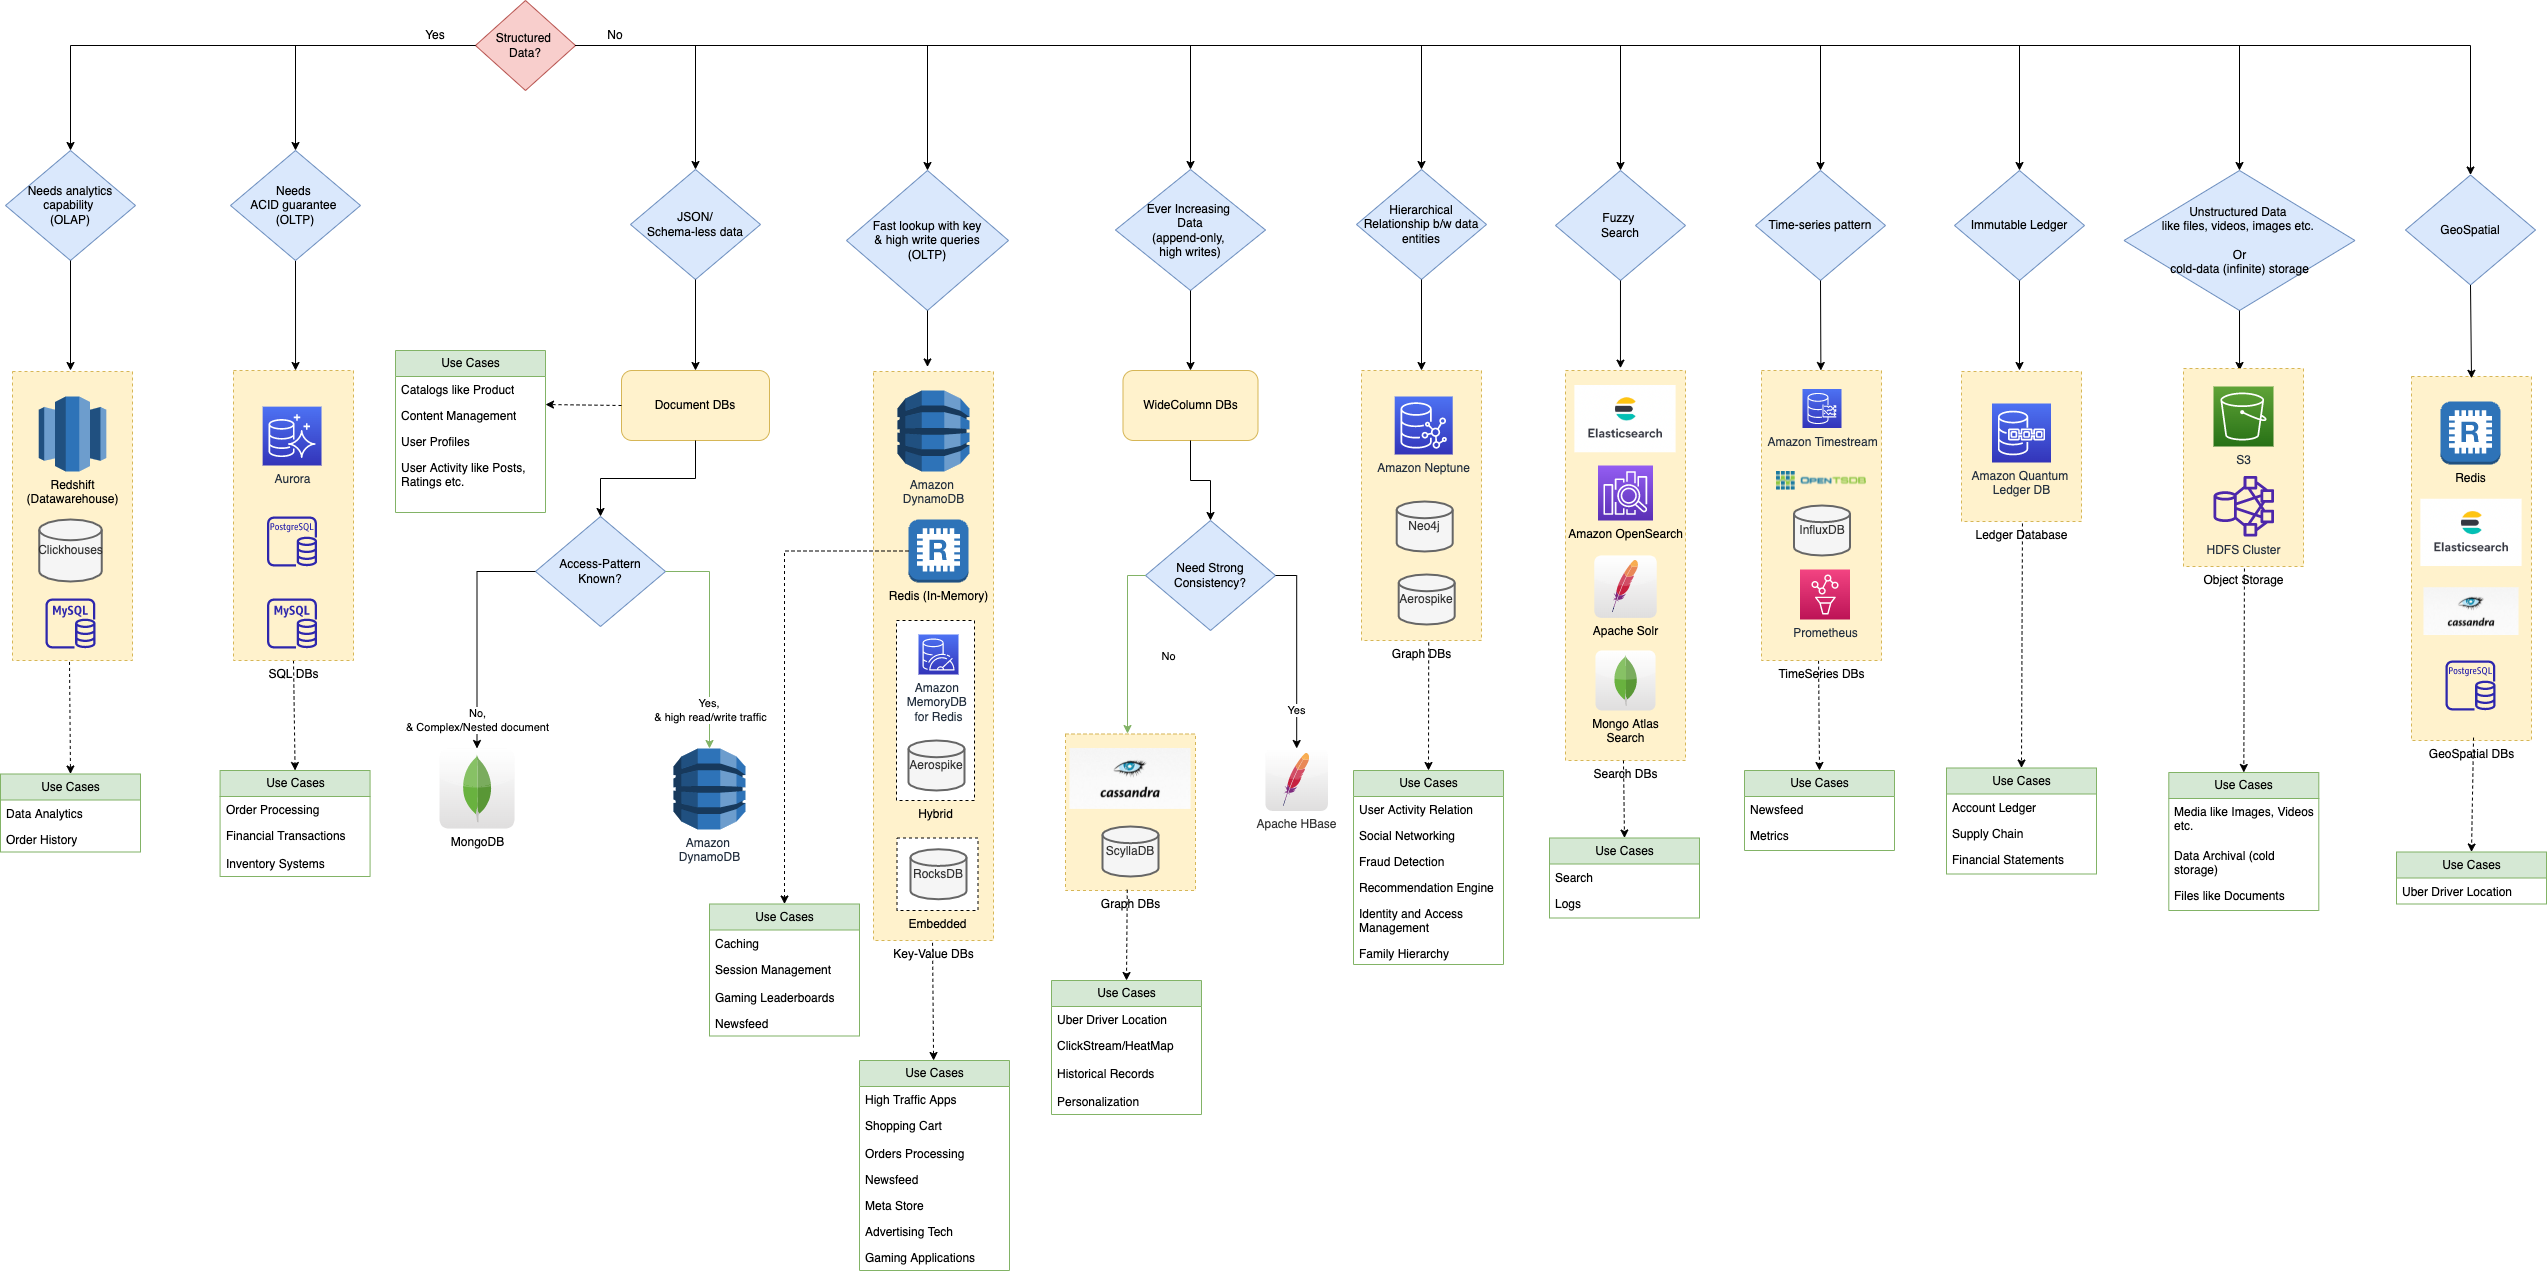 Structured
Data?
Yes
No
Needs analytics
capability
(OLAP)
Redshift
(Datawarehouse)
Clickhouses
MySQL
Use Cases
Data Analytics
Order History
Needs
ACID guarantee
(OLTP)
Aurora
PostgreSQL
MySQL
SQL DBs
Use Cases
Order Processing
Financial Transactions
Inventory Systems
JSON/
Schema-less data
Document DBs
Use Cases
Catalogs like Product
Content Management
User Profiles
User Activity like Posts,
Ratings etc.
Access-Pattern
Known?
No,
& Complex/Nested document
MongoDB
Yes,
& high read/write traffic
Amazon
DynamoDB
Fast lookup with key
& high write queries
(OLTP)
Amazon
DynamoDB
R
Redis (In-Memory)
Amazon
MemoryDB
for Redis
Aerospike
Hybrid
RocksDB
Embedded
Key-Value DBs
Use Cases
Caching
Session Management
Gaming Leaderboards
Newsfeed
Use Cases
High Traffic Apps
Shopping Cart
Orders Processing
Newsfeed
Meta Store
Advertising Tech
Gaming Applications
Ever Increasing
Data
(append-only,
high writes)
WideColumn DBs
Need Strong
Consistency?
No
Yes
cassandra
ScyllaDB
Graph DBs
Apache HBase
Use Cases
Uber Driver Location
ClickStream/HeatMap
Historical Records
Personalization
Hierarchical
Relationship b/w data
entities
Amazon Neptune
Neo4j
Aerospike
Graph DBs
Use Cases
User Activity Relation
Social Networking
Fraud Detection
Recommendation Engine
Identity and Access
Management
Family Hierarchy
Fuzzy
Search
Elasticsearch
Amazon OpenSearch
Apache Solr
Mongo Atlas
Search
Search DBs
Use Cases
Search
Logs
Time-series pattern
Amazon Timestream
OPENTSDB
InfluxDB
Prometheus
TimeSeries DBs
Use Cases
Newsfeed
Metrics
Immutable Ledger
Amazon Quantum
Ledger DB
Ledger Database
Use Cases
Account Ledger
Supply Chain
Financial Statements
Unstructured Data
like files, videos, images etc.
Or
cold-data (infinite) storage
S3
HDFS Cluster
Object Storage
Use Cases
Media like Images, Videos
etc.
Data Archival (cold
storage)
Files like Documents
GeoSpatial
R
Redis
Elasticsearch
cassandra
PostgreSQL
GeoSpatial DBs
Use Cases
Uber Driver Location